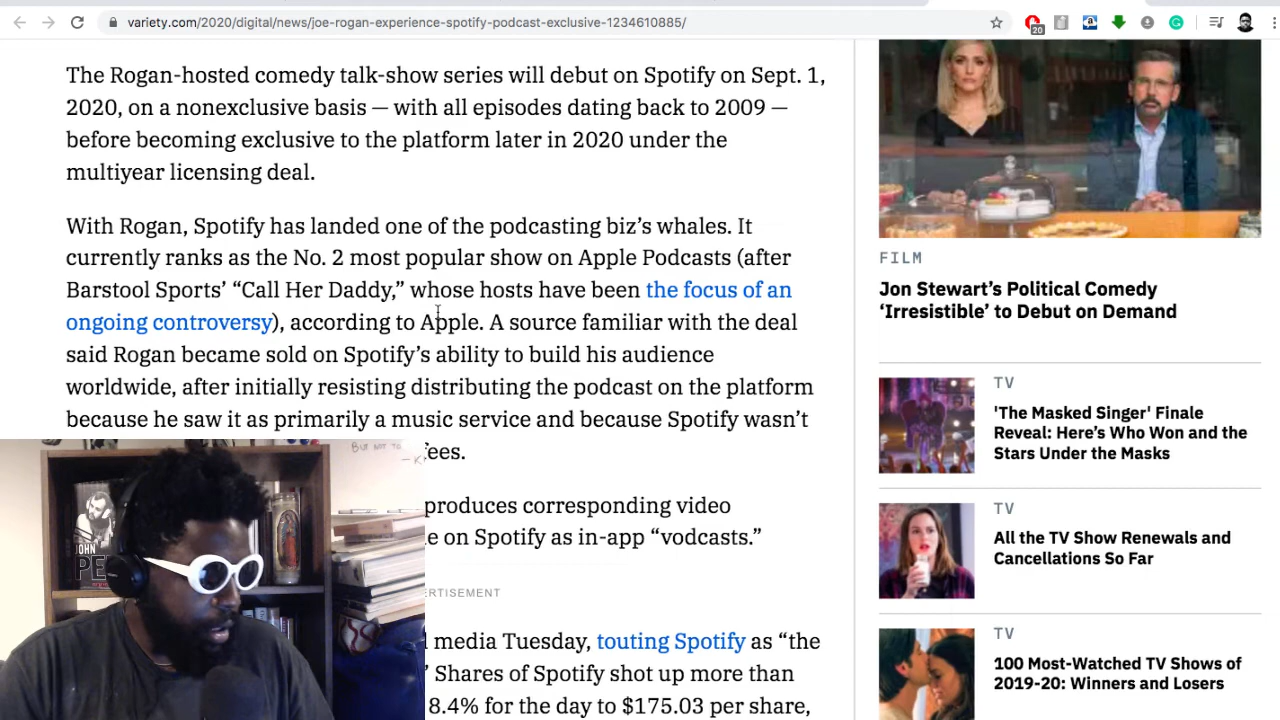 variety.com/2020/digital/news/joe-rogan-experience-spotify-podcast-exclusive-1234610885/
20
The Rogan-hosted comedy talk-show series will debut on Spotify on Sept. 1,
2020, on a nonexclusive basis — with all episodes dating back to 2009 —
before becoming exclusive to the platform later in 2020 under the
multiyear licensing deal.
With Rogan, Spotify has landed one of the podcasting biz’s whales. It
currently ranks as the No. 2 most popular show on Apple Podcasts (after
Barstool Sports’ “Call Her Daddy,” whose hosts have been the focus of an
ongoing controversy), according to Apple. A source familiar with the deal
said Rogan became sold on Spotify’s ability to build his audience
worldwide, after initially resisting distributing the podcast on the platform
because he saw it as primarily a music service and because Spotify wasn’t
fees.
produces corresponding video
e on Spotify as in-app “vodcasts.”
ERTISEMENT
l media Tuesday, touting Spotify as “the
” Shares of Spotify shot up more than
8.4% for the day to $175.03 per share,
FILM
Jon Stewart’s Political Comedy
‘Irresistible’ to Debut on Demand
TV
'The Masked Singer' Finale
Reveal: Here’s Who Won and the
Stars Under the Masks
TV
All the TV Show Renewals and
Cancellations So Far
TV
100 Most-Watched TV Shows of
2019-20: Winners and Losers
BUT NOT TO
JOHN
PE